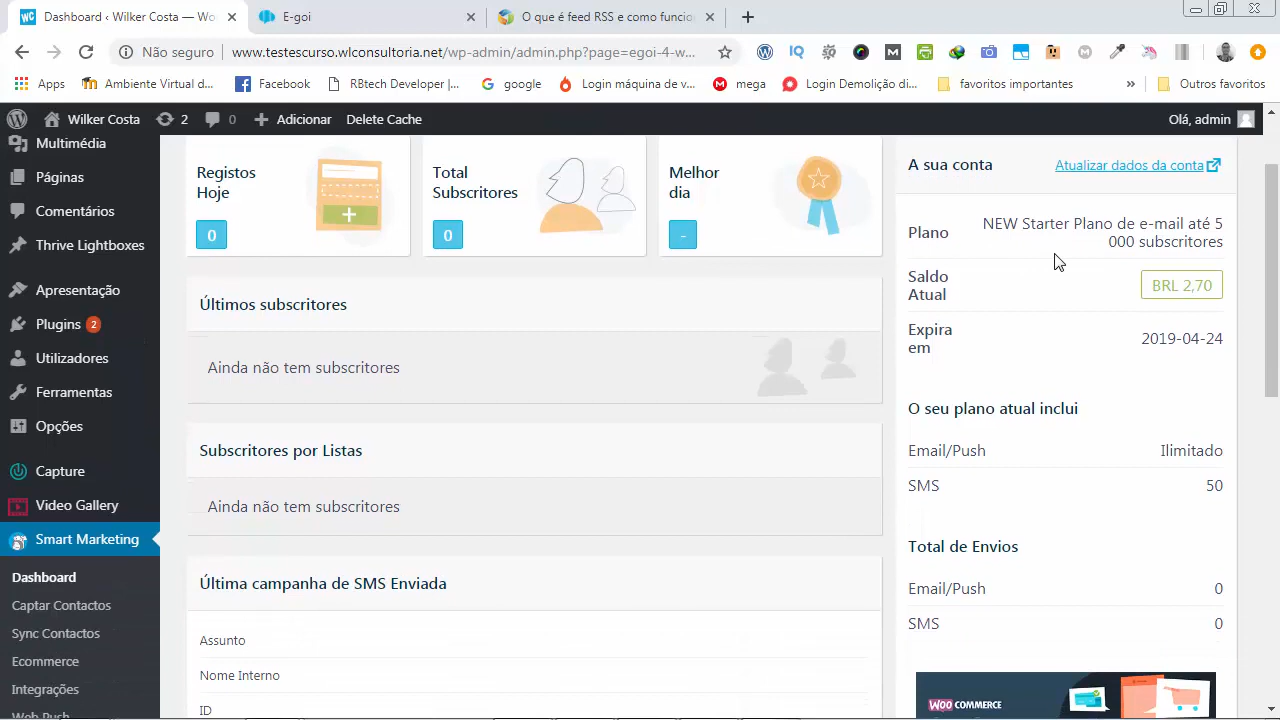 Dashboard ‹ Wilker Costa — Wo
E-goi
O que é feed RSS e como funcio
Não seguro
www.testescurso.wlconsultoria.net/wp-admin/admin.php?page=egoi-4-w...
Apps
Ambiente Virtual d...
Facebook
RBtech Developer |...
google
Login máquina de v...
mega
Login Demolição di...
favoritos importantes
»
Outros favoritos
Wilker Costa
2
0
Adicionar
Delete Cache
Olá, admin
Multimédia
Páginas
Comentários
Thrive Lightboxes
Apresentação
Plugins 2
Utilizadores
Ferramentas
Opções
Capture
Video Gallery
Smart Marketing
Dashboard
Captar Contactos
Sync Contactos
Ecommerce
Integrações
Web Push
Registos
Hoje
0
Total
Subscritores
0
Melhor
dia
-
Últimos subscritores
Ainda não tem subscritores
Subscritores por Listas
Ainda não tem subscritores
Última campanha de SMS Enviada
Assunto
Nome Interno
ID
A sua conta
Atualizar dados da conta
Plano
NEW Starter Plano de e-mail até 5
000 subscritores
Saldo
Atual
BRL 2,70
Expira
em
2019-04-24
O seu plano atual inclui
Email/Push
Ilimitado
SMS
50
Total de Envios
Email/Push
0
SMS
0
WOO COMMERCE